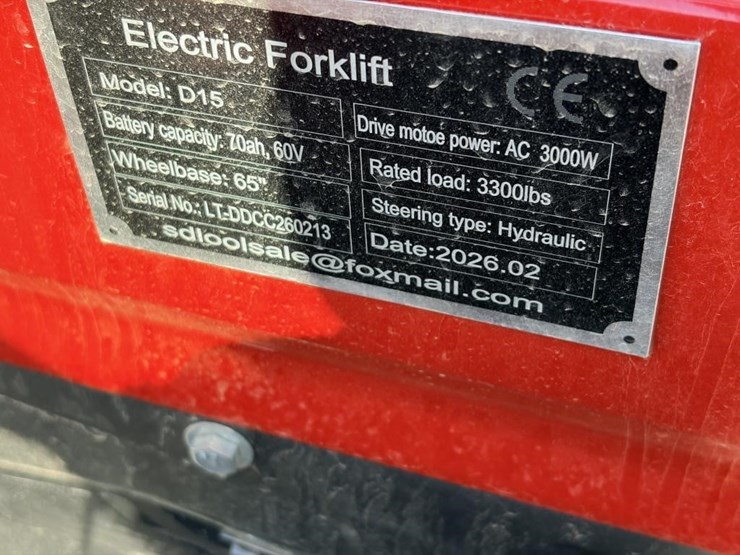 Electric Forklift
CE
Model: D15
Battery capacity: 70ah, 60V
Drive motoe power: AC 3000W
Wheelbase: 65"
Rated load: 3300lbs
Serial No.: LT-DDCC260213
Steering type: Hydraulic
Date:2026.02
sdloolsale@foxmail.com